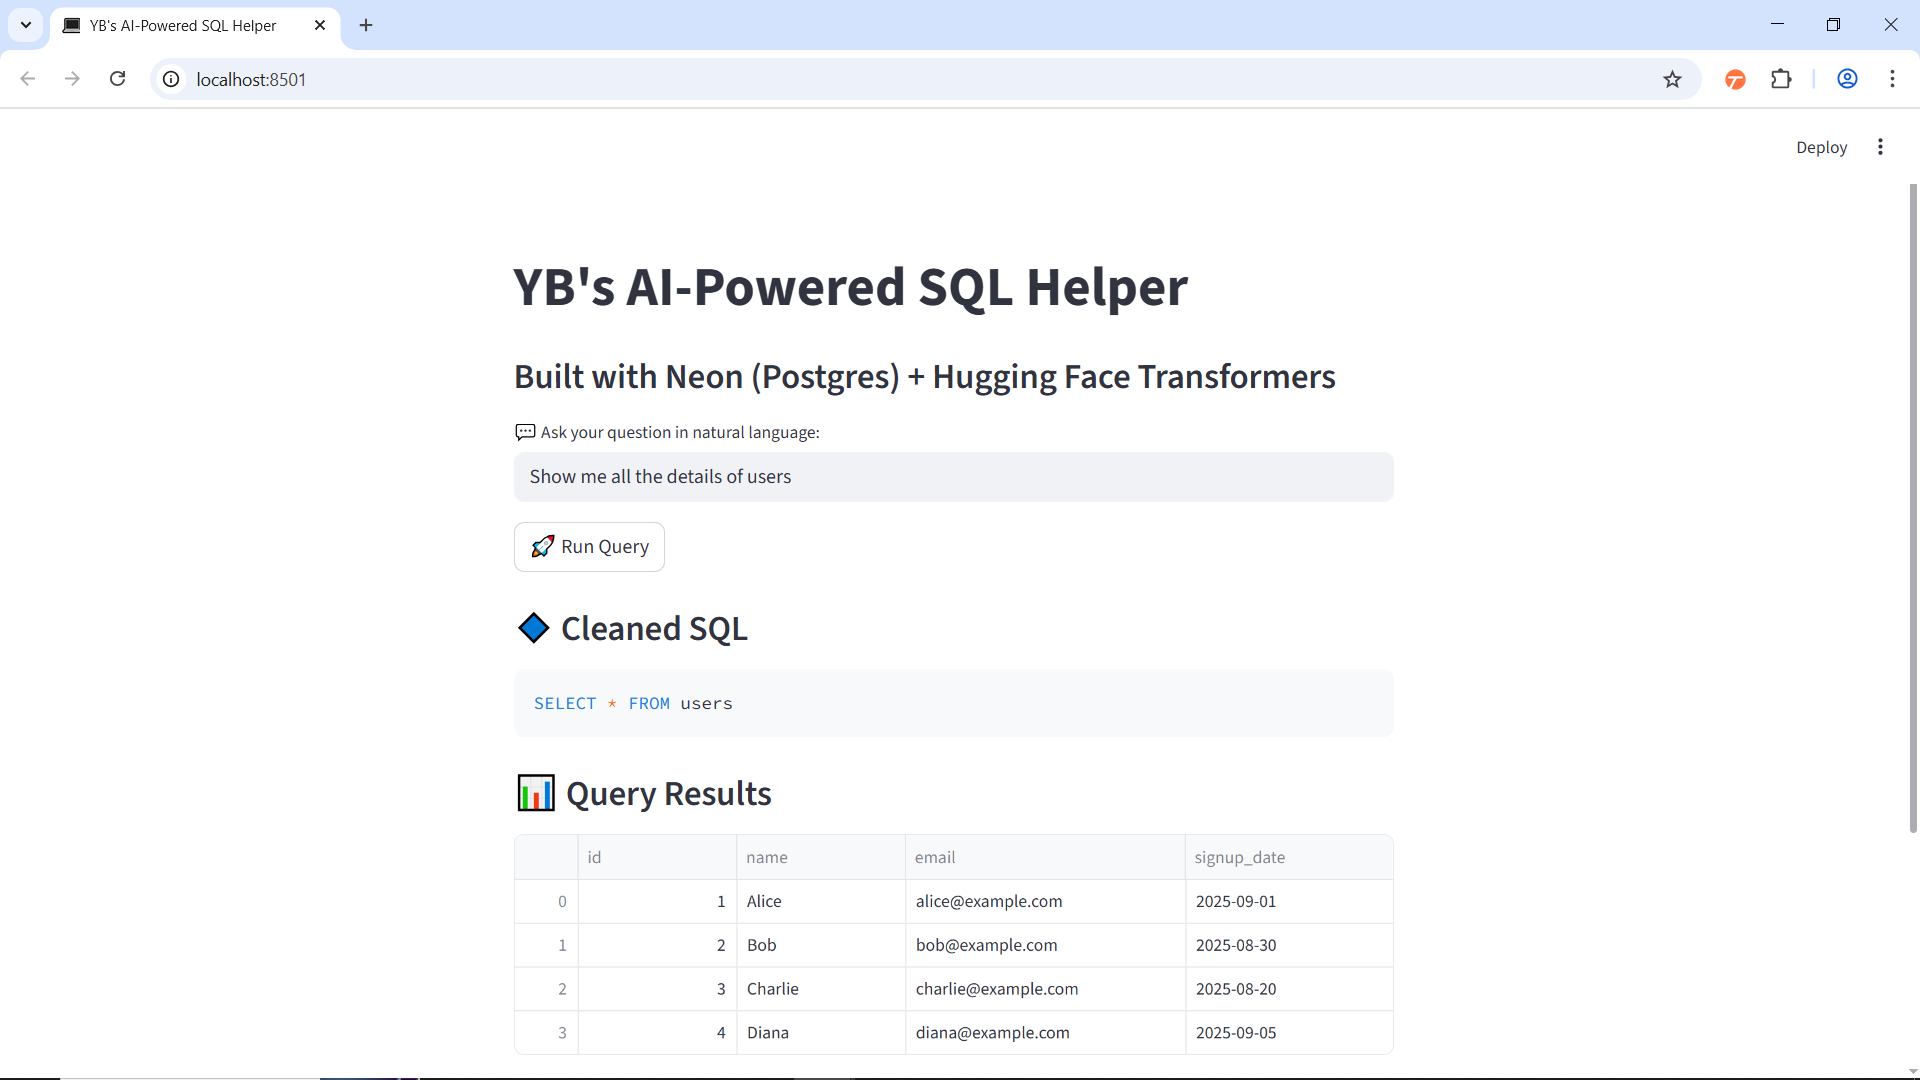 YB's AI-Powered SQL Helper
localhost:8501
Deploy
YB's AI-Powered SQL Helper
Built with Neon (Postgres) + Hugging Face Transformers
💬 Ask your question in natural language:
Show me all the details of users
🚀 Run Query
🔷 Cleaned SQL
SELECT * FROM users
📊 Query Results
id name email signup_date
0 1 Alice alice@example.com 2025-09-01
1 2 Bob bob@example.com 2025-08-30
2 3 Charlie charlie@example.com 2025-08-20
3 4 Diana diana@example.com 2025-09-05